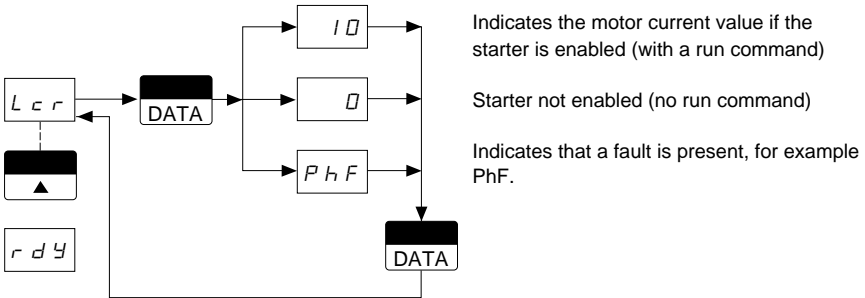 10
Indicates the motor current value if the
starter is enabled (with a run command)
Lcr
DATA
0
Starter not enabled (no run command)
PhF
Indicates that a fault is present, for example
PhF.
▲
rdY
DATA